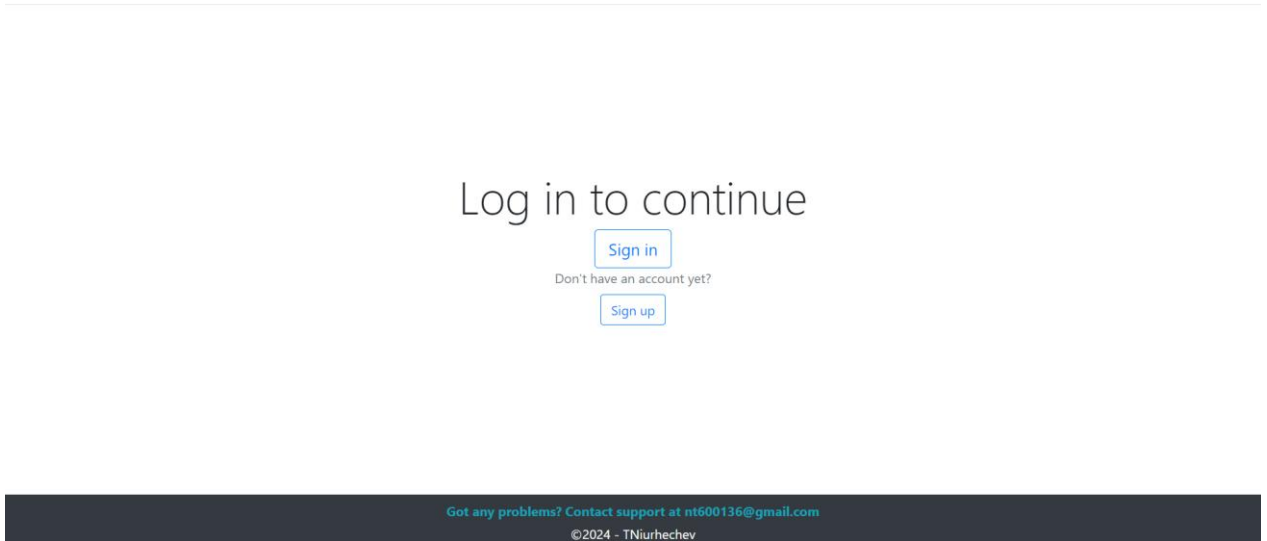 Log in to continue
Sign in
Don't have an account yet?
Sign up
Got any problems? Contact support at nt600136@gmail.com
©2024 - TNiurhechev